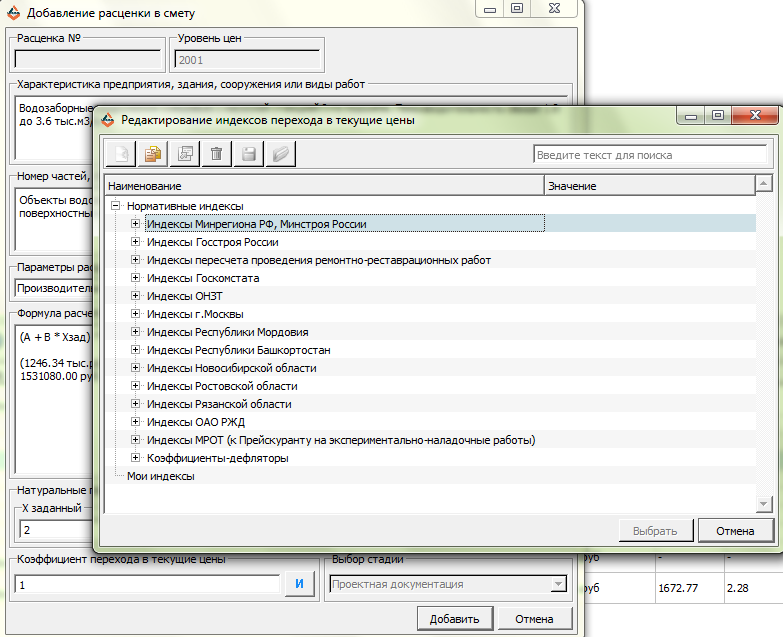 Добавление расценки в смету
Расценка №
Уровень цен
2001
Характеристика предприятия, здания, сооружения или виды работ
Водозаборные
до 3.6 тыс.м3/
Редактирование индексов перехода в текущие цены
Введите текст для поиска
Наименование
Значение
Нормативные индексы
Индексы Минрегиона РФ, Минстроя России
Индексы Госстроя России
Индексы пересчета проведения ремонтно-реставрационных работ
Индексы Госкомстата
Индексы ОНЗТ
Индексы г.Москвы
Индексы Республики Мордовия
Индексы Республики Башкортостан
Индексы Новосибирской области
Индексы Ростовской области
Индексы Рязанской области
Индексы ОАО РЖД
Индексы МРОТ (к Прейскуранту на экспериментально-наладочные работы)
Коэффициенты-дефляторы
Мои индексы
Выбрать
Отмена
Номер частей,
Объекты водо
поверхностны
Параметры рас
Производитель
Формула расче
(А + В * Хзад)
(1246.34 тыс.р
1531080.00 ру
Натуральные п
Х заданный
2
Коэффициент перехода в текущие цены
1
И
Выбор стадии
Проектная документация
Добавить
Отмена
руб
-
-
руб
1672.77
2.28